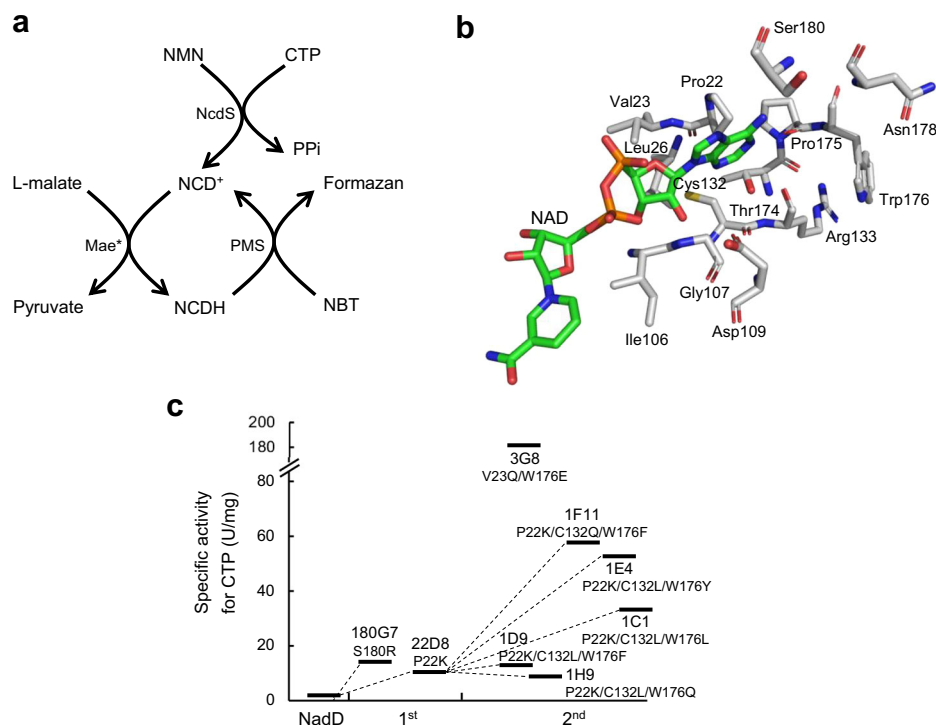 a
NMN
CTP
NcdS
PPi
L-malate
NCD⁺
Formazan
Mae*
PMS
Pyruvate
NCDH
NBT
b
Ser180
Pro22
Val23
Asn178
Leu26
Pro175
Cys132
Trp176
NAD
Thr174
Arg133
Gly107
Ile106
Asp109
c
Specific activity
for CTP (U/mg)
200
180
80
60
40
20
0
3G8
V23Q/W176E
1F11
P22K/C132Q/W176F
1E4
P22K/C132L/W176Y
1C1
P22K/C132L/W176L
180G7
S180R
22D8
P22K
1D9
P22K/C132L/W176F
1H9
P22K/C132L/W176Q
NadD
1st
2nd